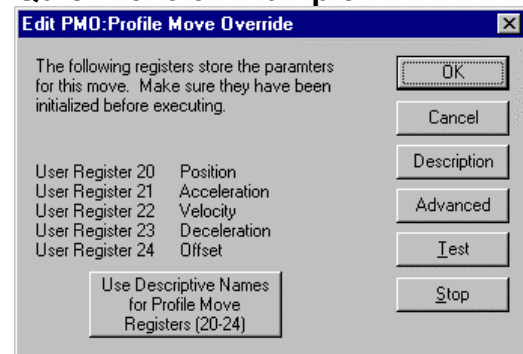 Edit PMO:Profile Move Override
The following registers store the paramters
for this move. Make sure they have been
initialized before executing.
User Register 20 Position
User Register 21 Acceleration
User Register 22 Velocity
User Register 23 Deceleration
User Register 24 Offset
Use Descriptive Names
for Profile Move
Registers (20-24)
OK
Cancel
Description
Advanced
Test
Stop